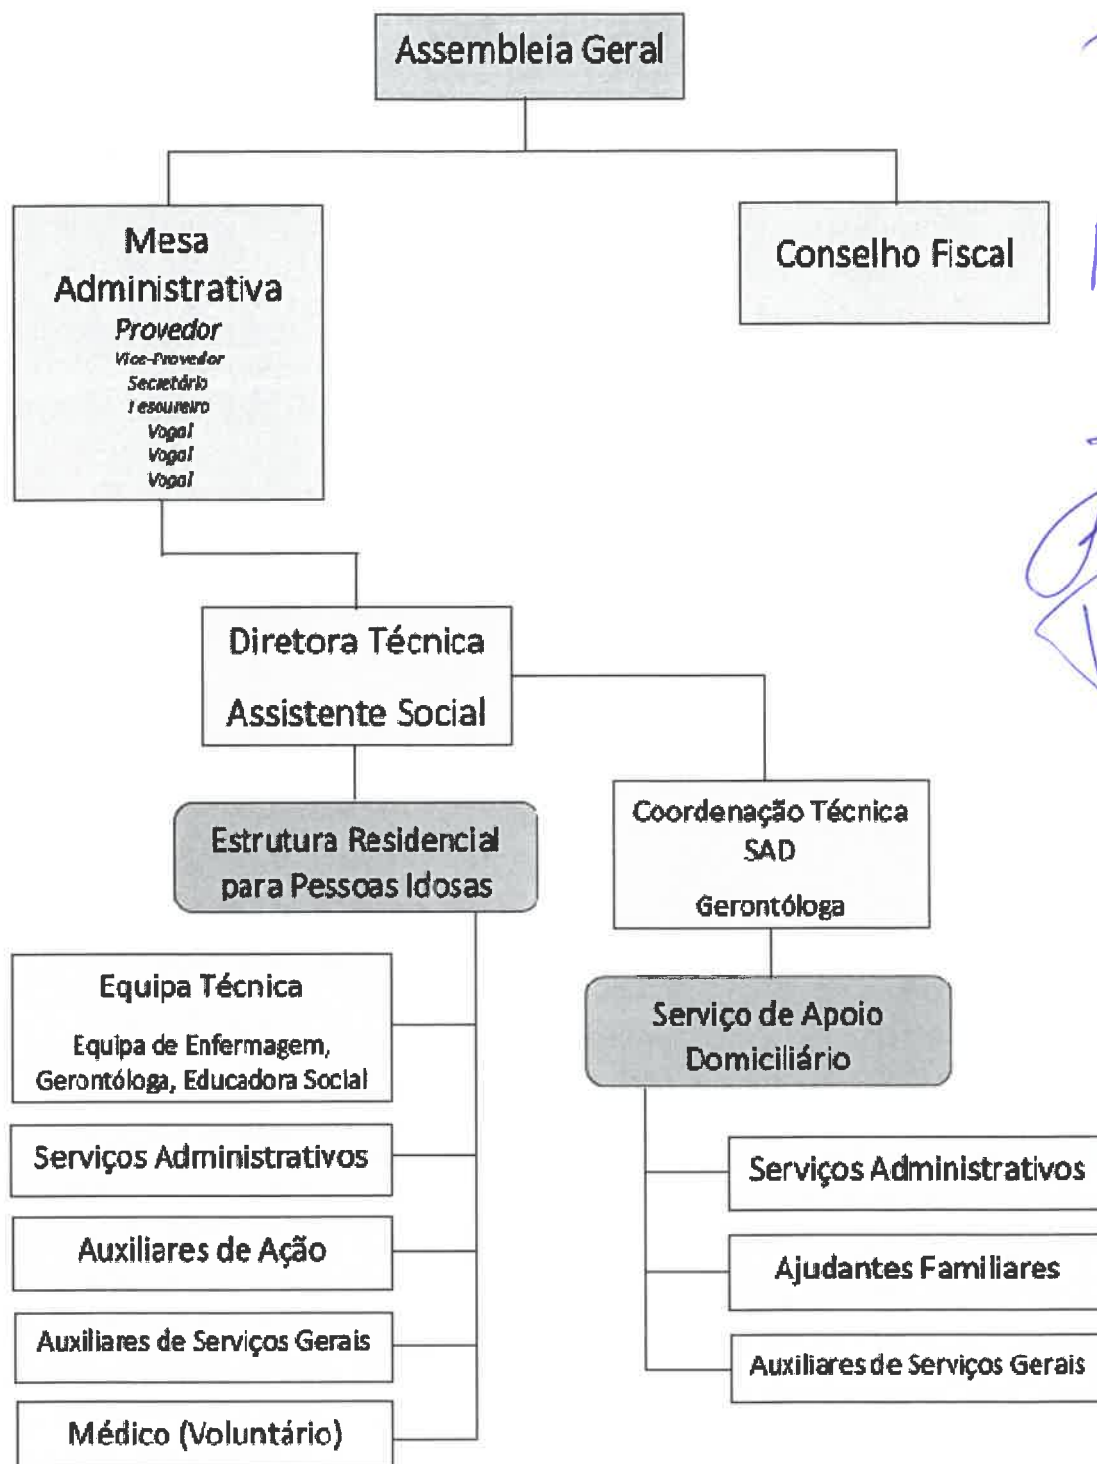 Assembleia Geral
Mesa
Administrativa
Provedor
Vice-Provedor
Secretário
Tesoureiro
Vogal
Vogal
Vogal
Conselho Fiscal
Diretora Técnica
Assistente Social
Estrutura Residencial
para Pessoas Idosas
Coordenação Técnica
SAD
Gerontóloga
Equipa Técnica
Equipa de Enfermagem,
Gerontóloga, Educadora Social
Serviços Administrativos
Auxiliares de Ação
Auxiliares de Serviços Gerais
Médico (Voluntário)
Serviço de Apoio
Domiciliário
Serviços Administrativos
Ajudantes Familiares
Auxiliares de Serviços Gerais